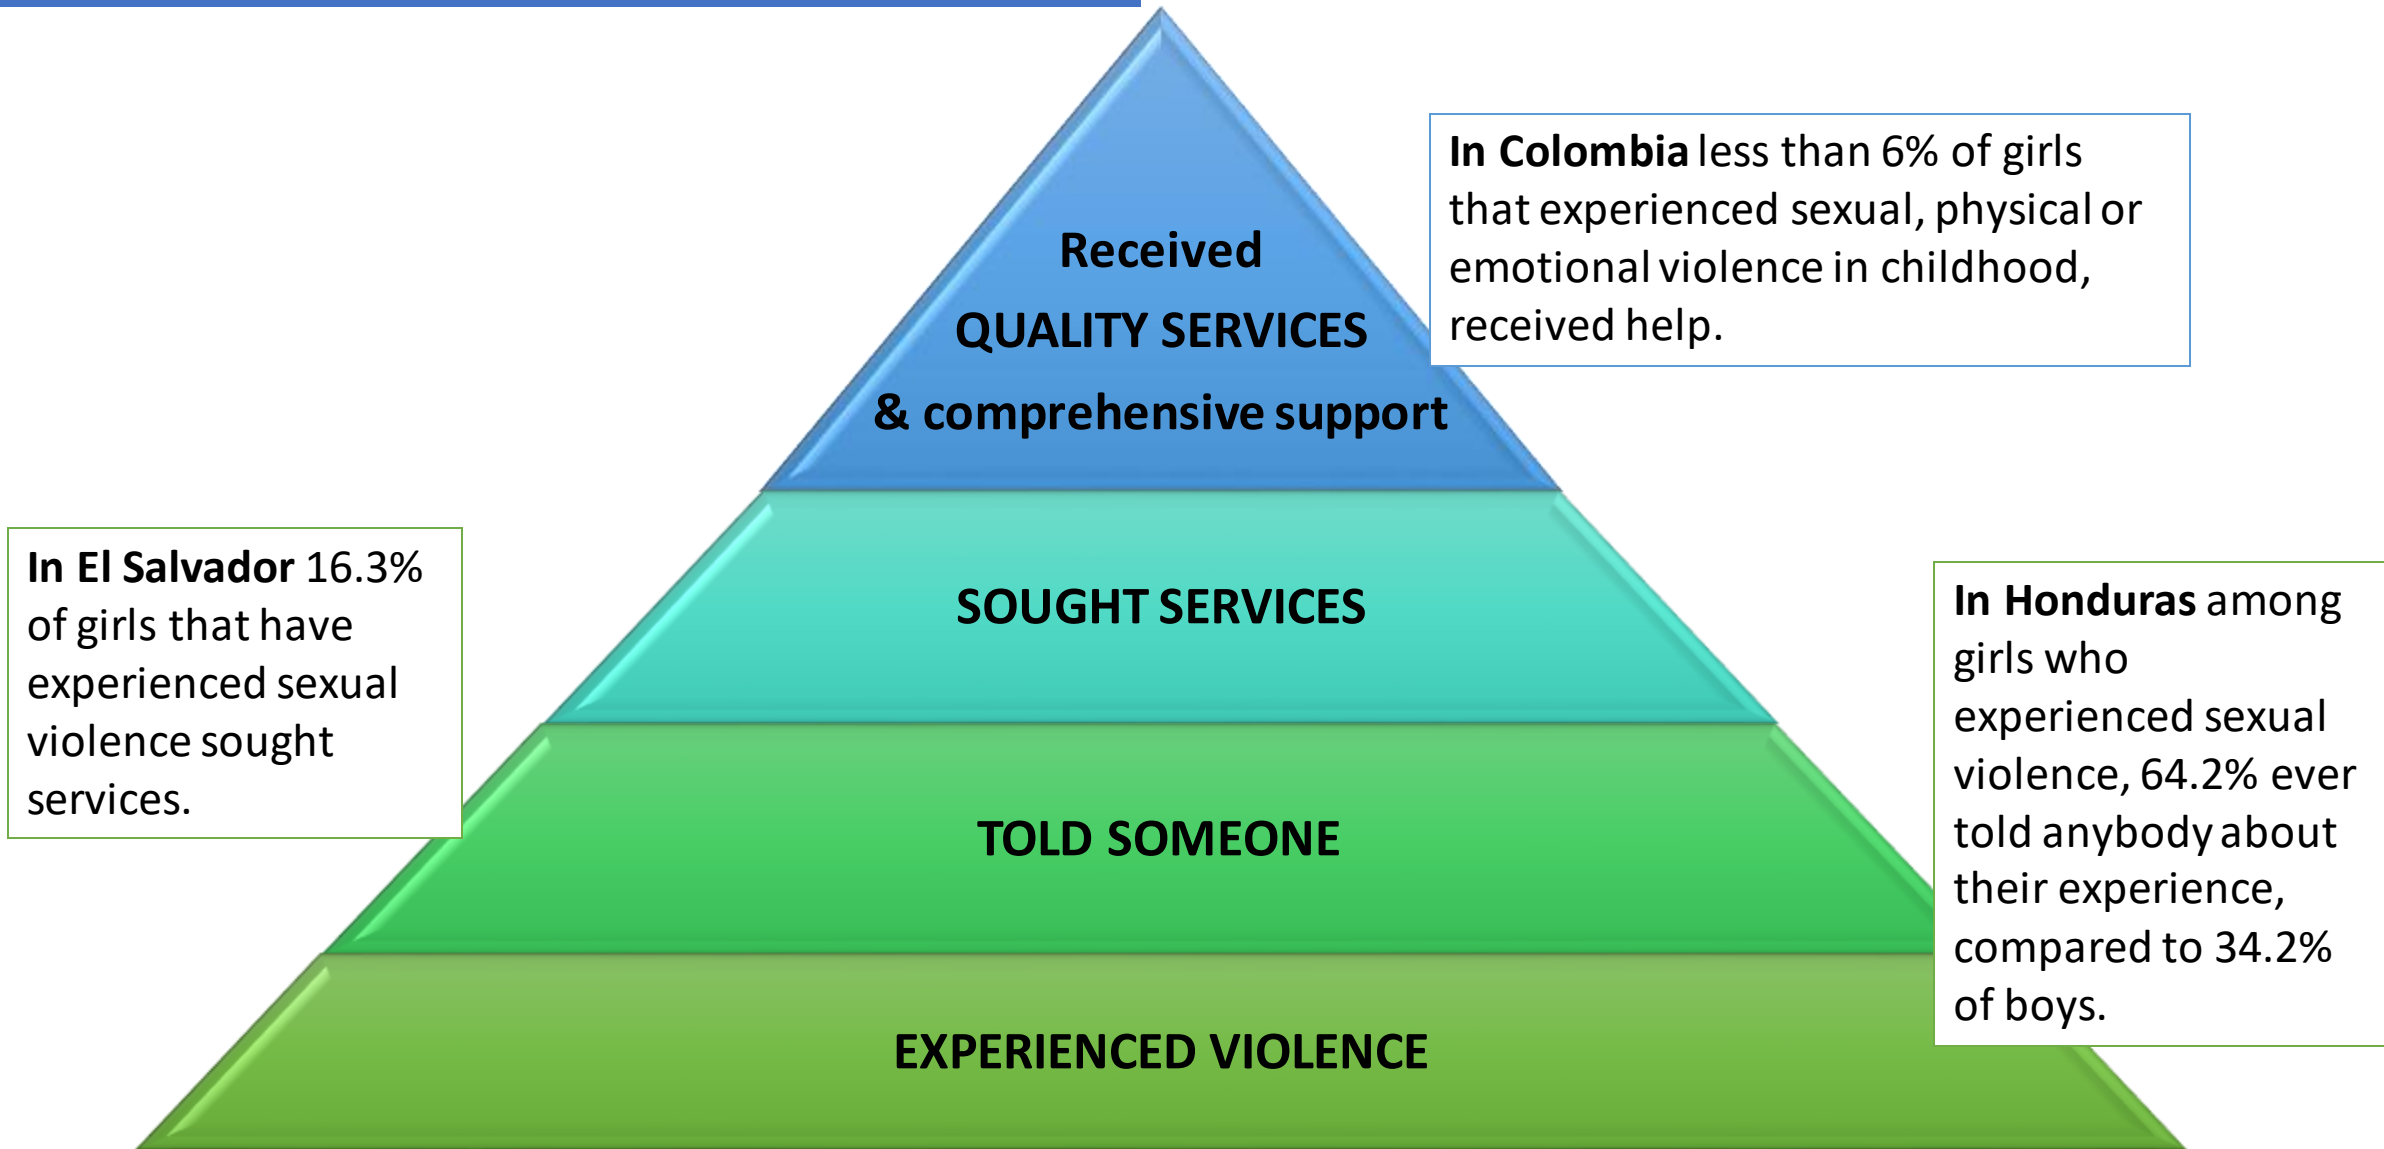 In Colombia less than 6% of girls
that experienced sexual, physical or
emotional violence in childhood,
received help.
Received
QUALITY SERVICES
& comprehensive support
In El Salvador 16.3%
of girls that have
experienced sexual
violence sought
services.
SOUGHT SERVICES
In Honduras among
girls who
experienced sexual
violence, 64.2% ever
told anybody about
their experience,
compared to 34.2%
of boys.
TOLD SOMEONE
EXPERIENCED VIOLENCE